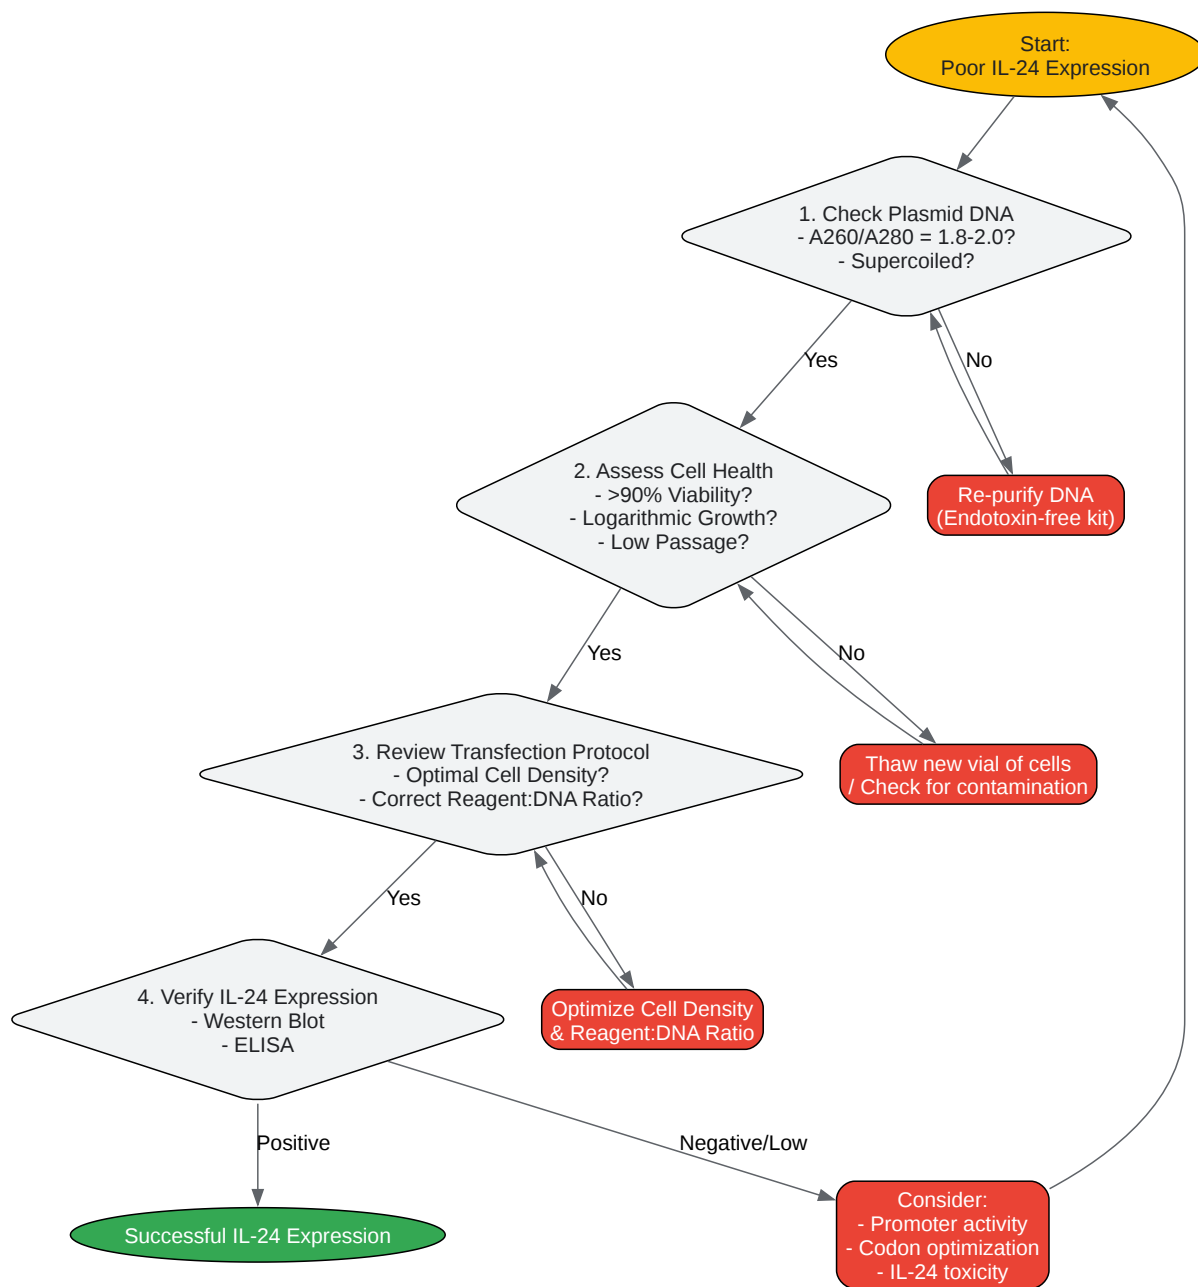 Start:
Poor IL-24 Expression
1. Check Plasmid DNA
- A260/A280 = 1.8-2.0?
- Supercoiled?
Yes
No
2. Assess Cell Health
- >90% Viability?
- Logarithmic Growth?
- Low Passage?
Re-purify DNA
(Endotoxin-free kit)
Yes
No
3. Review Transfection Protocol
- Optimal Cell Density?
- Correct Reagent:DNA Ratio?
Thaw new vial of cells
/ Check for contamination
Yes
No
4. Verify IL-24 Expression
- Western Blot
- ELISA
Optimize Cell Density
& Reagent:DNA Ratio
Positive
Negative/Low
Successful IL-24 Expression
Consider:
- Promoter activity
- Codon optimization
- IL-24 toxicity